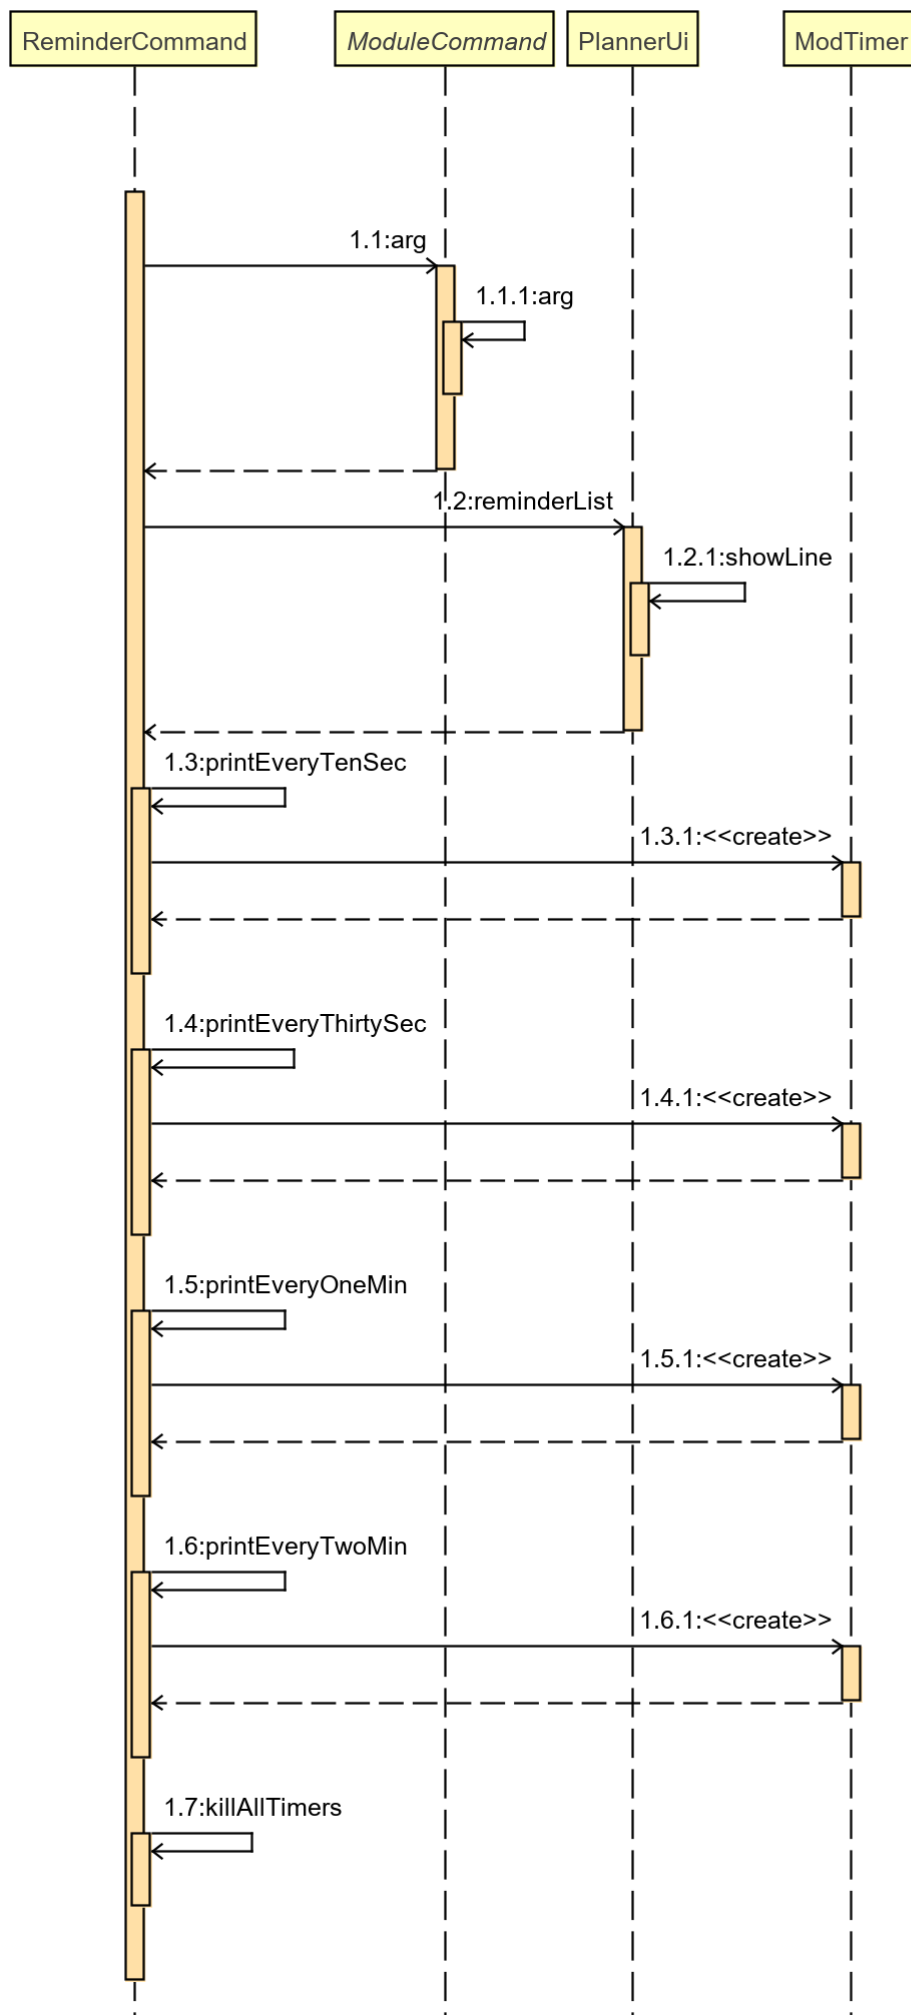 ReminderCommand
ModuleCommand
PlannerUi
ModTimer
1.1:arg
1.1.1:arg
1.2:reminderList
1.2.1:showLine
1.3:printEveryTenSec
1.3.1:<<create>>
1.4:printEveryThirtySec
1.4.1:<<create>>
1.5:printEveryOneMin
1.5.1:<<create>>
1.6:printEveryTwoMin
1.6.1:<<create>>
1.7:killAllTimers